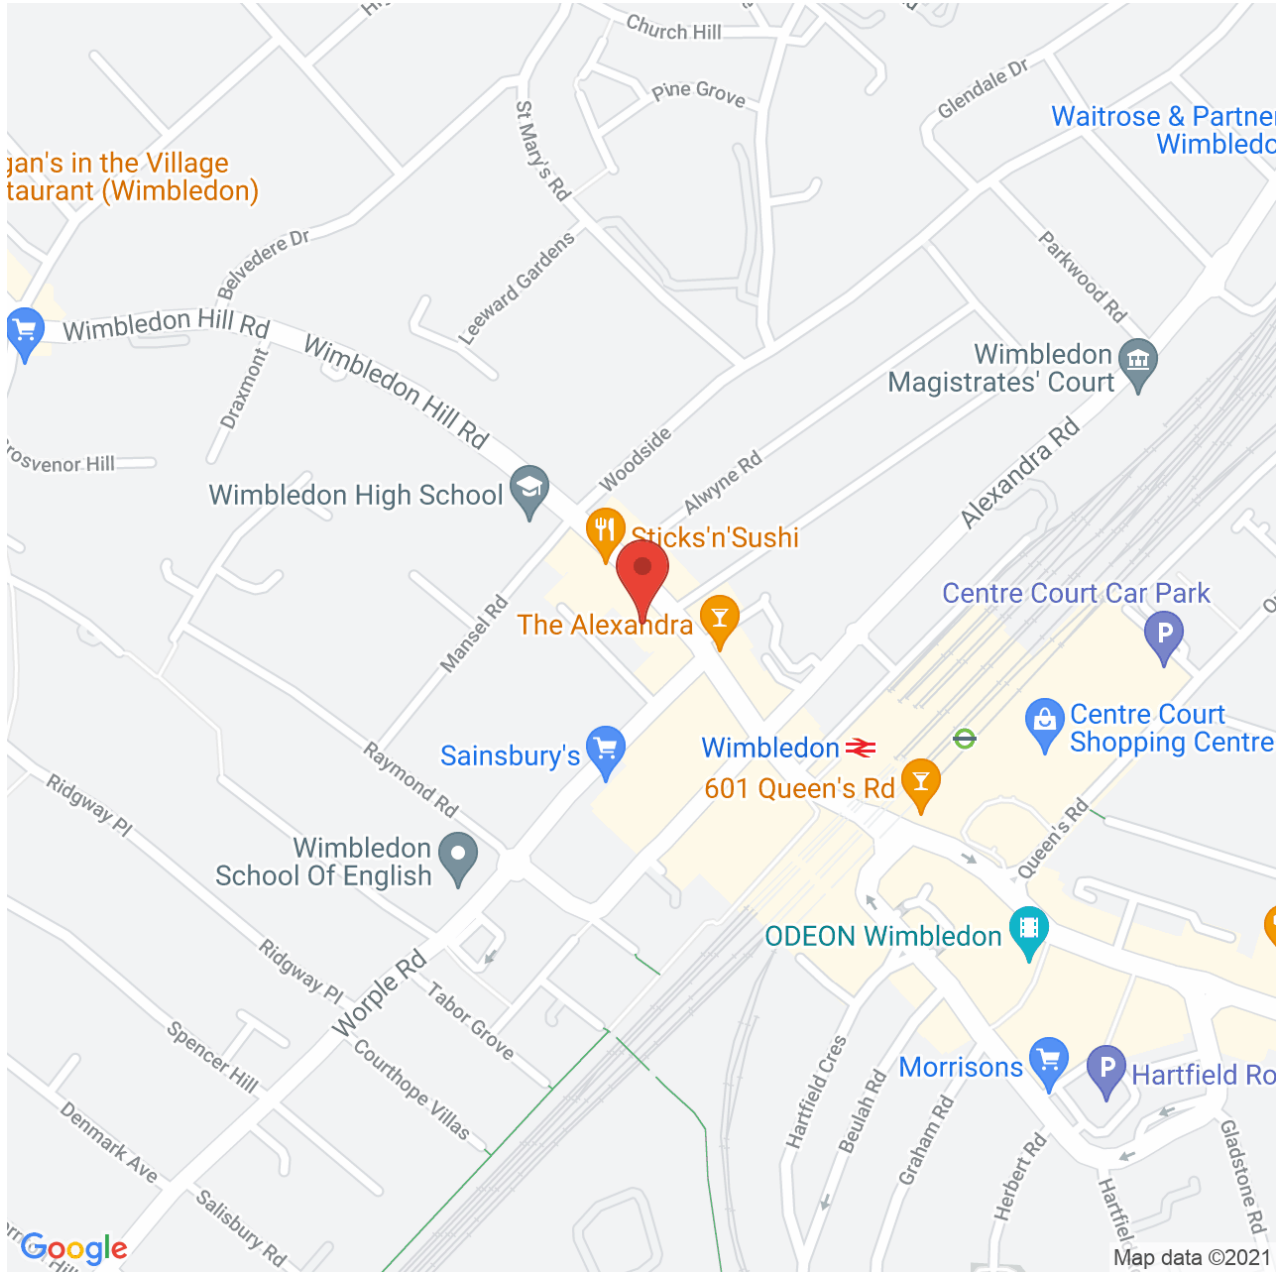 Church Hill
Pine Grove
Glendale Dr
Waitrose & Partne
Wimbledo
St Mary's Rd
gan's in the Village
taurant (Wimbledon)
Belvedere Dr
Leeward Gardens
Parkwood Rd
Wimbledon Hill Rd
Wimbledon Hill Rd
Draxmont
Wimbledon
Magistrates' Court
rosvenor Hill
Woodside
Alwyne Rd
Alexandra Rd
Wimbledon High School
Sticks'n'Sushi
Centre Court Car Park
P
The Alexandra
Mansel Rd
Centre Court
Shopping Centre
Sainsbury's
Wimbledon
601 Queen's Rd
Raymond Rd
Ridgway Pl
Queen's Rd
Wimbledon
School Of English
ODEON Wimbledon
Ridgway Pl
Worple Rd
Tabor Grove
Spencer Hill
Courthope Villas
Hartfield Cres
Beulah Rd
Graham Rd
Morrisons
P
Hartfield Ro
Denmark Ave
Salisbury Rd
Herbert Rd
Hartfield
Gladstone Rd
Google
Map data ©2021